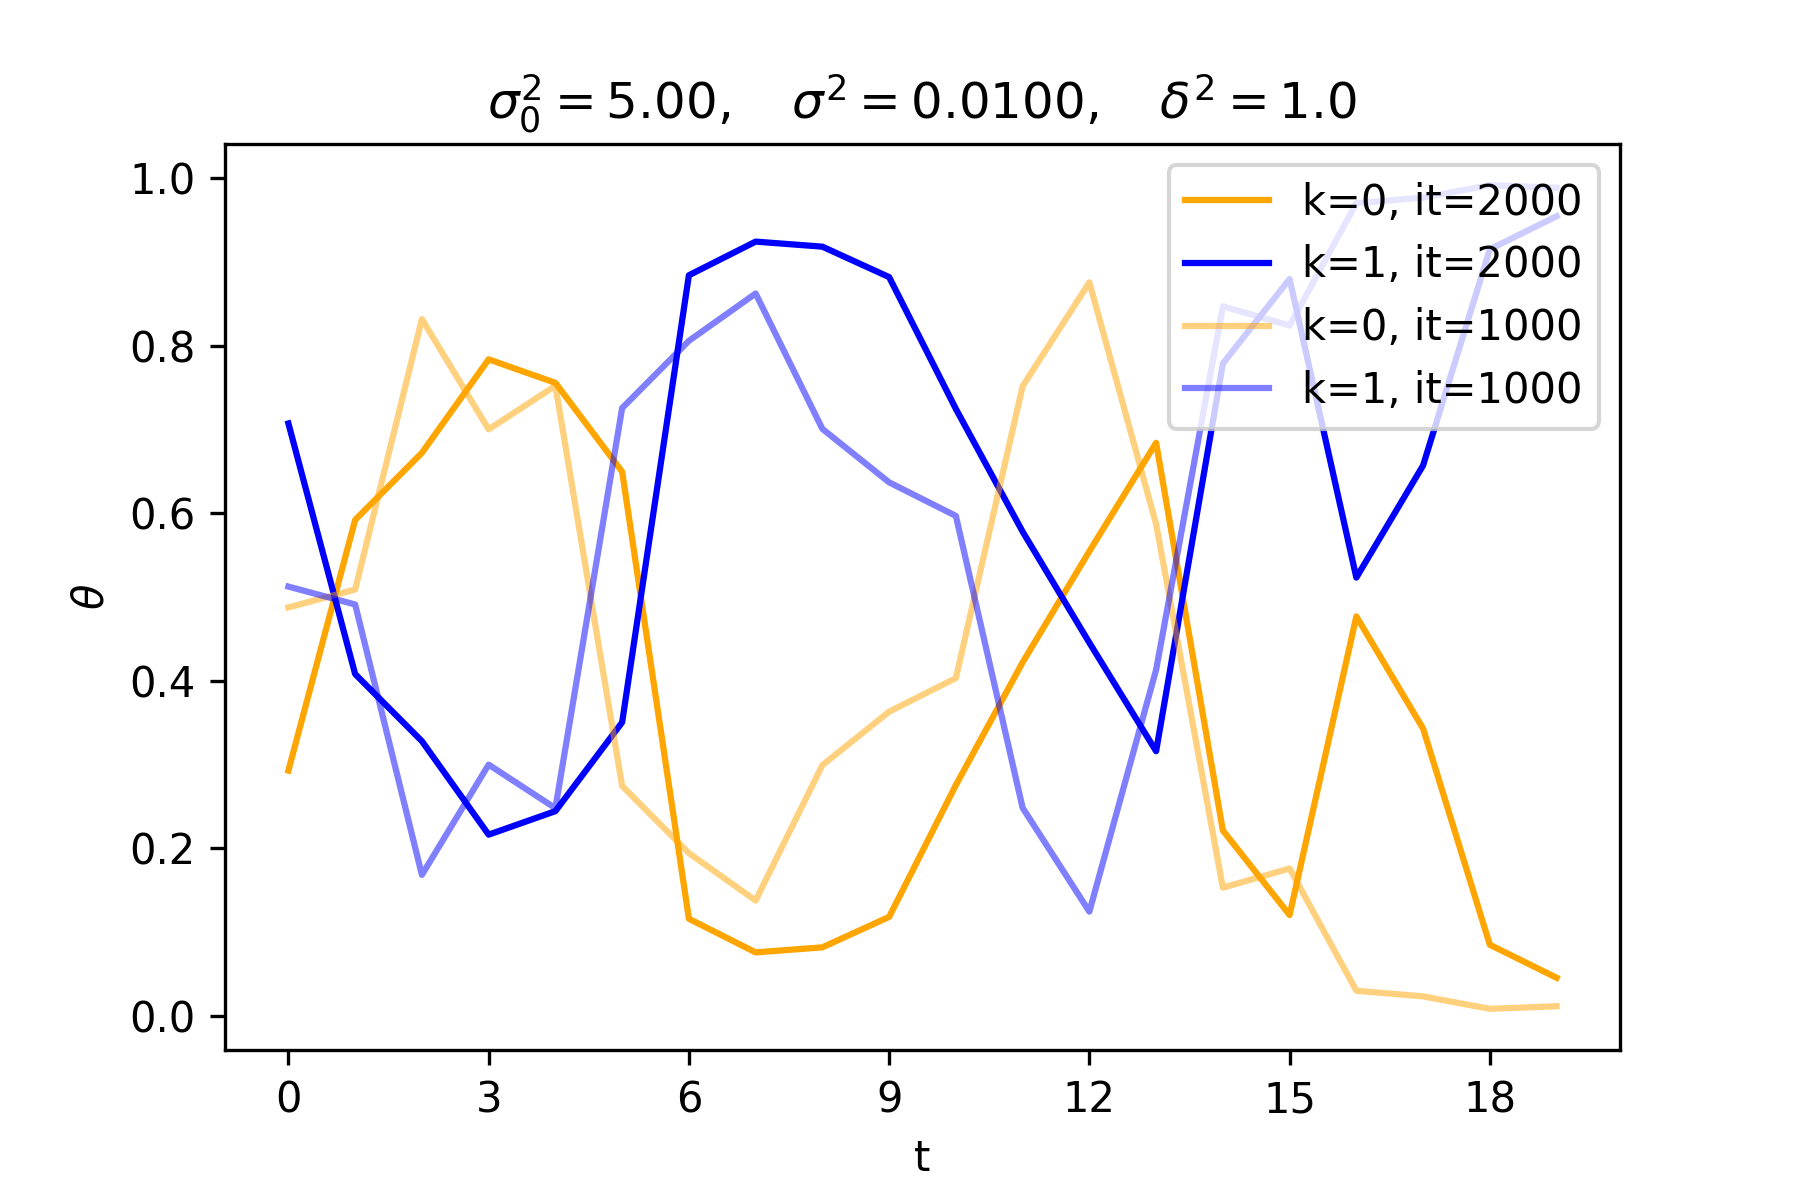 σ₀² = 5.00,    σ² = 0.0100,    δ² = 1.0
k=0, it=2000
k=1, it=2000
k=0, it=1000
k=1, it=1000
1.0
0.8
0.6
0.4
0.2
0.0
θ
0 3 6 9 12 15 18
t